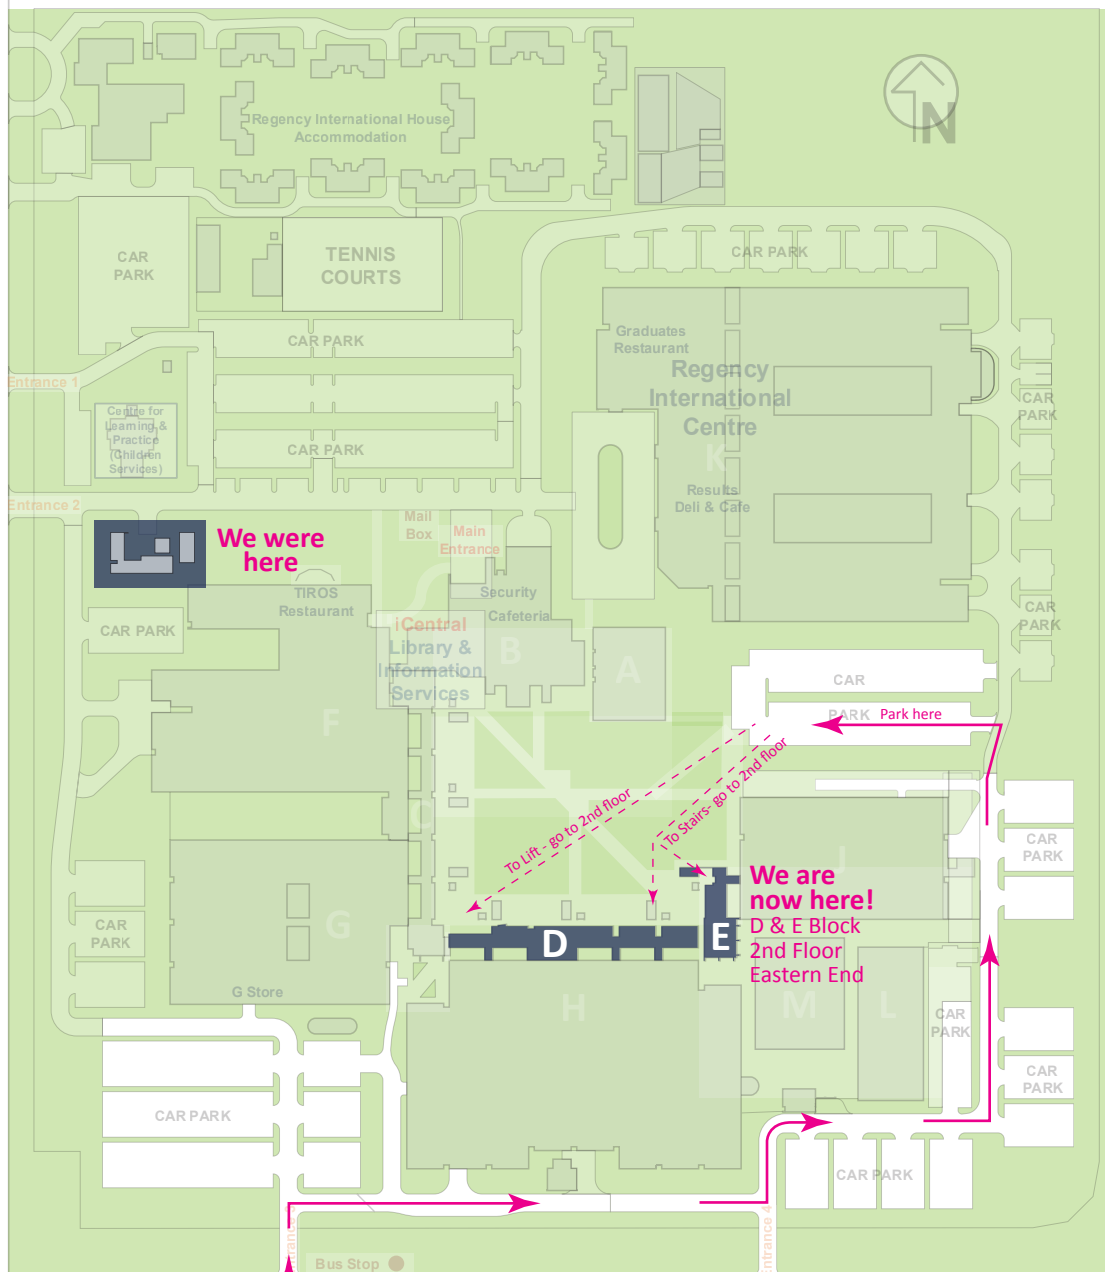 Regency International House
Accommodation
N
CAR
PARK
TENNIS
COURTS
CAR PARK
CAR PARK
Graduates
Restaurant
Regency
International
Centre
K
Results
Deli & Cafe
CAR
PARK
Entrance 1
Centre for
Learning &
Practice
(Children
Services)
CAR PARK
Entrance 2
We were
here
Mail
Box
Main
Entrance
Security
Cafeteria
TIROS
Restaurant
CAR PARK
iCentral
Library &
Information
Services
B
A
CAR
PARK
CAR
PARK
Park here
F
To Lift - go to 2nd floor
To Stairs- go to 2nd floor
C
J
CAR
PARK
We are
now here!
D & E Block
2nd Floor
Eastern End
D
E
G
CAR
PARK
G Store
H
M
L
CAR
PARK
CAR
PARK
CAR PARK
CAR PARK
Entrance 4
Bus Stop